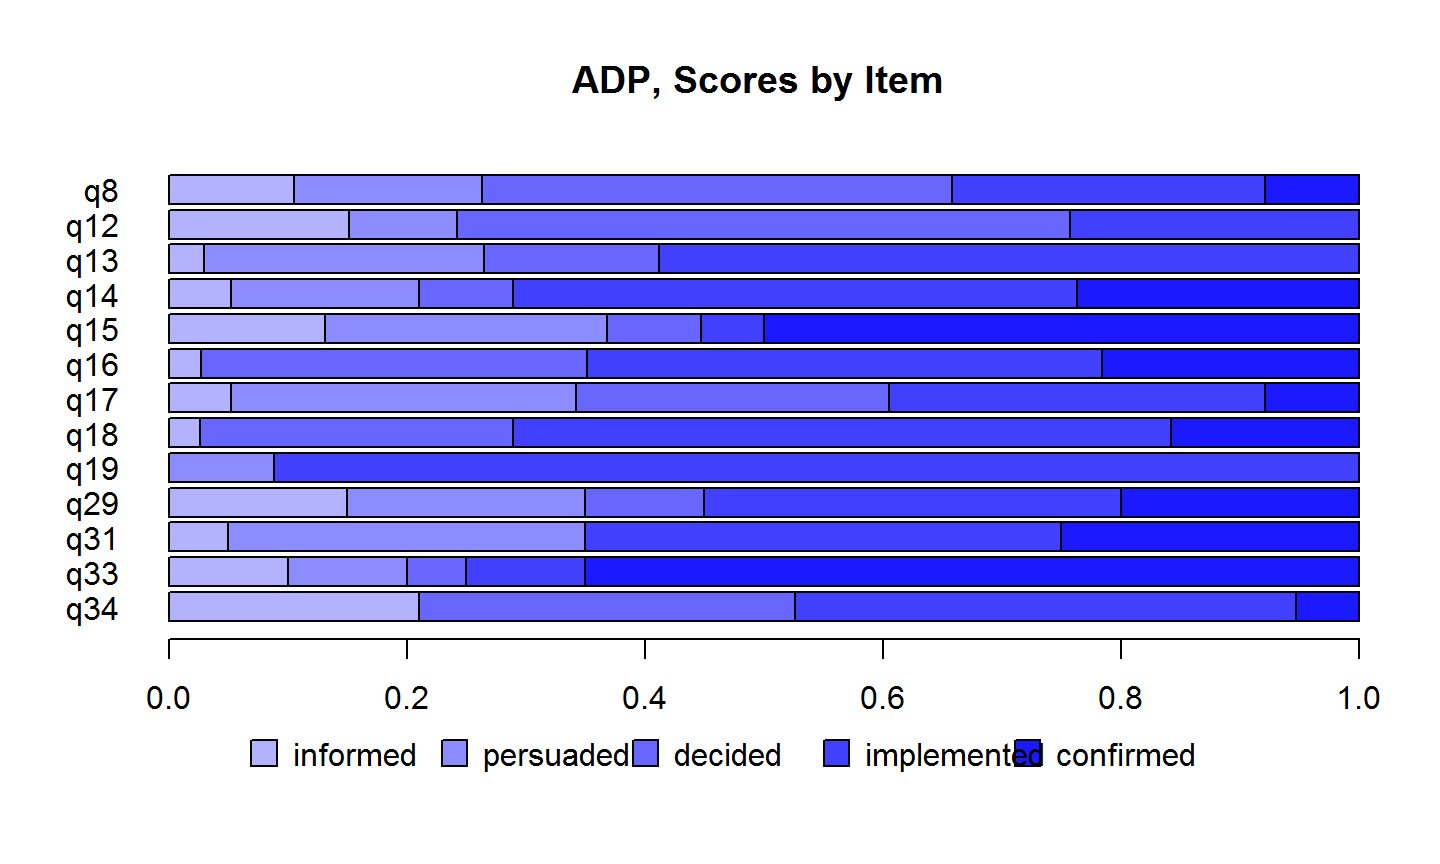 ADP, Scores by Item
q8
q12
q13
q14
q15
q16
q17
q18
q19
q29
q31
q33
q34
0.0 0.2 0.4 0.6 0.8 1.0
informed persuaded decided implemented confirmed